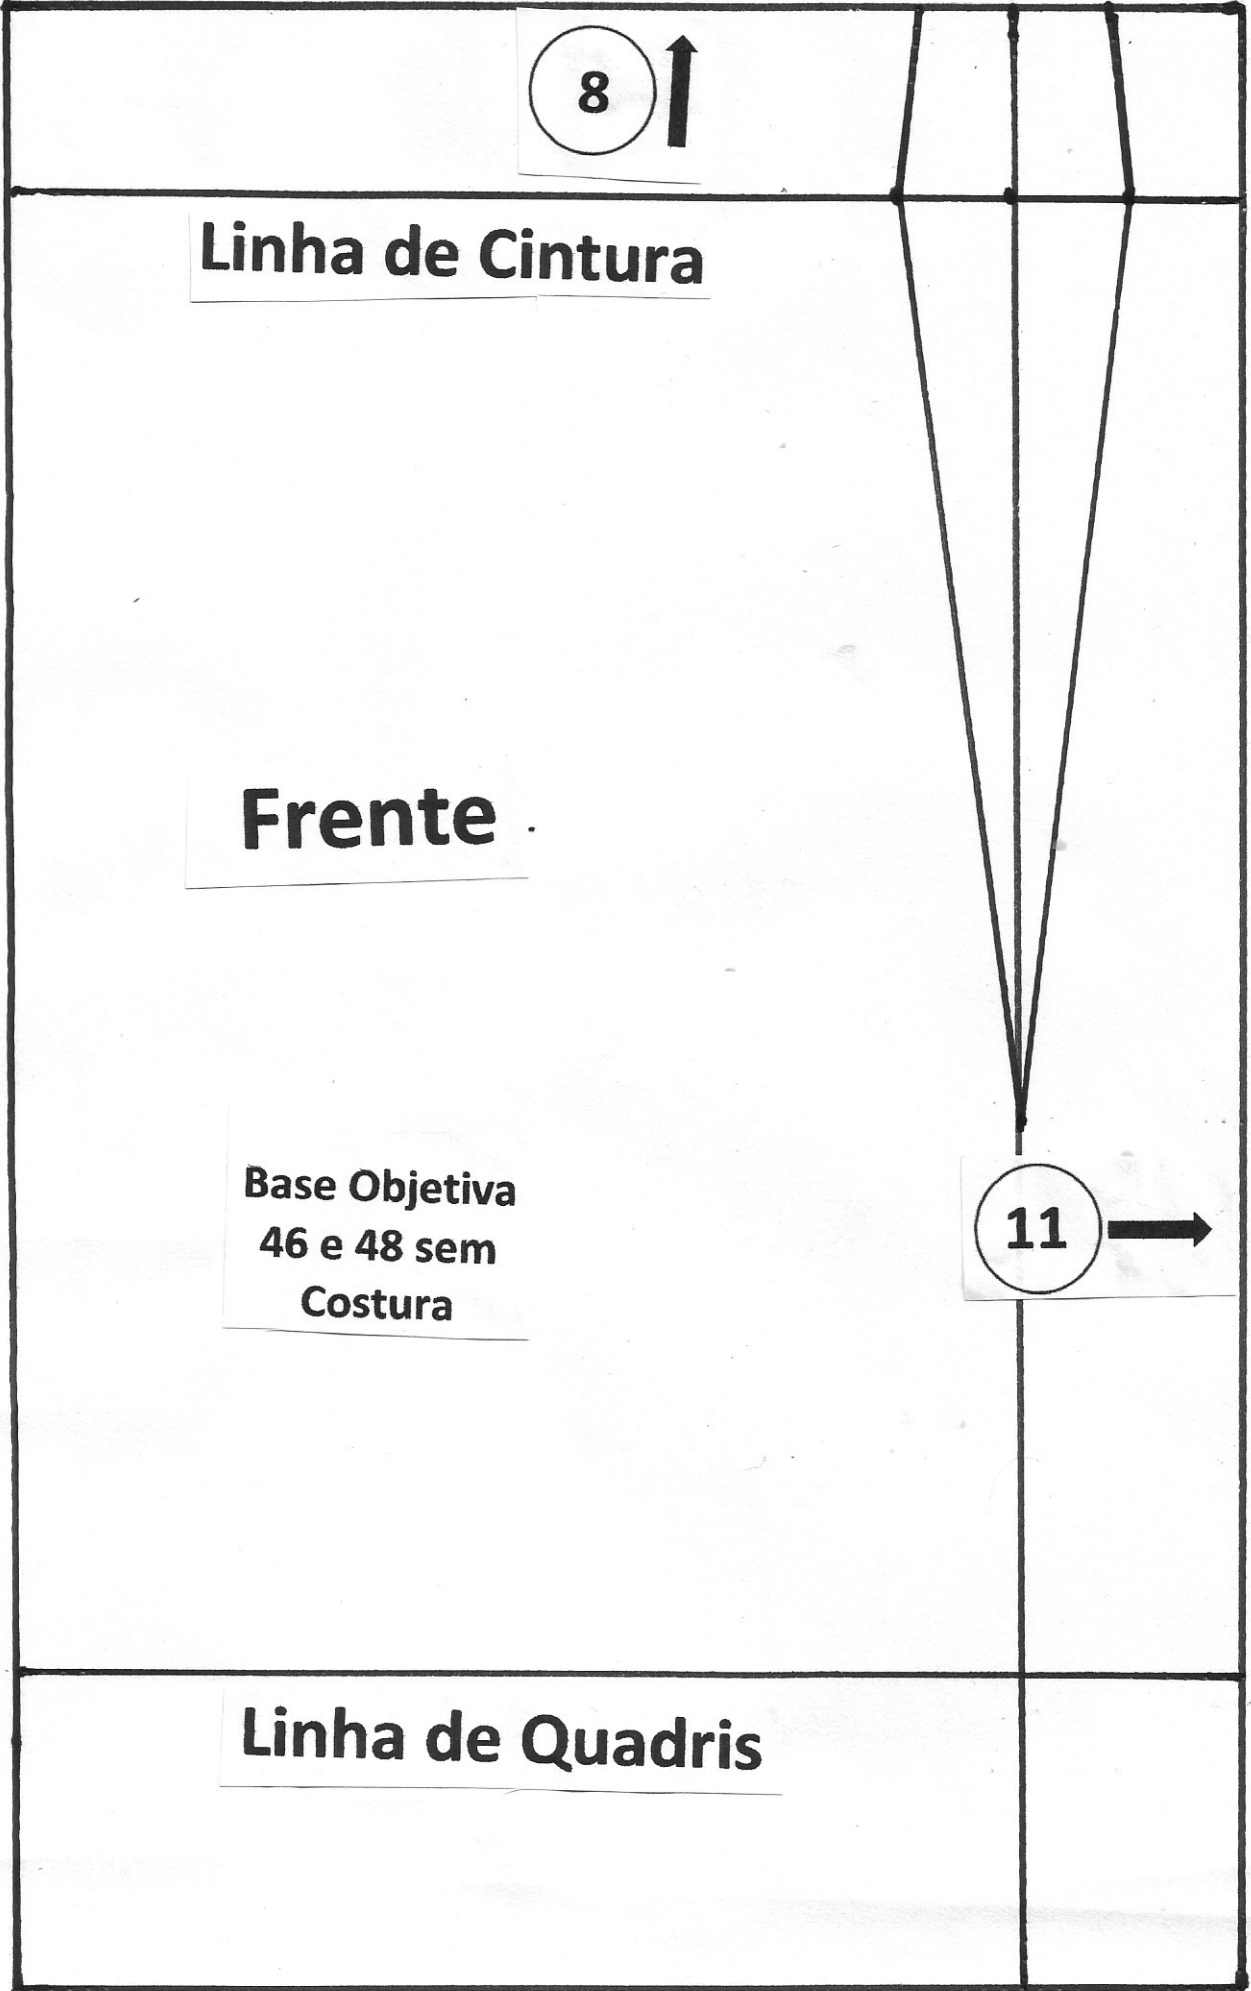 8
Linha de Cintura
Frente
Base Objetiva
46 e 48 sem
Costura
11
Linha de Quadris